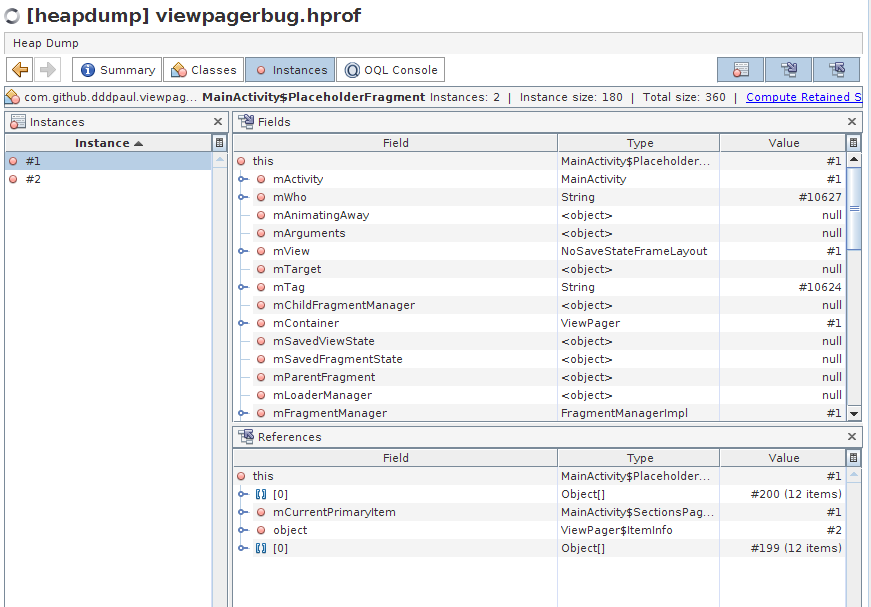 [heapdump] viewpagerbug.hprof
Heap Dump
Summary Classes Instances OQL Console
com.github.dddpaul.viewpag... MainActivity$PlaceholderFragment Instances: 2 | Instance size: 180 | Total size: 360 | Compute Retained S
Instances
Instance
#1
#2
Fields
Field Type Value
this MainActivity$Placeholder... #1
mActivity MainActivity #1
mWho String #10627
mAnimatingAway <object> null
mArguments <object> null
mView NoSaveStateFrameLayout #1
mTarget <object> null
mTag String #10624
mChildFragmentManager <object> null
mContainer ViewPager #1
mSavedViewState <object> null
mSavedFragmentState <object> null
mParentFragment <object> null
mLoaderManager <object> null
mFragmentManager FragmentManagerImpl #1
References
Field Type Value
this MainActivity$Placeholder... #1
[0] Object[] #200 (12 items)
mCurrentPrimaryItem MainActivity$SectionsPag... #1
object ViewPager$ItemInfo #2
[0] Object[] #199 (12 items)